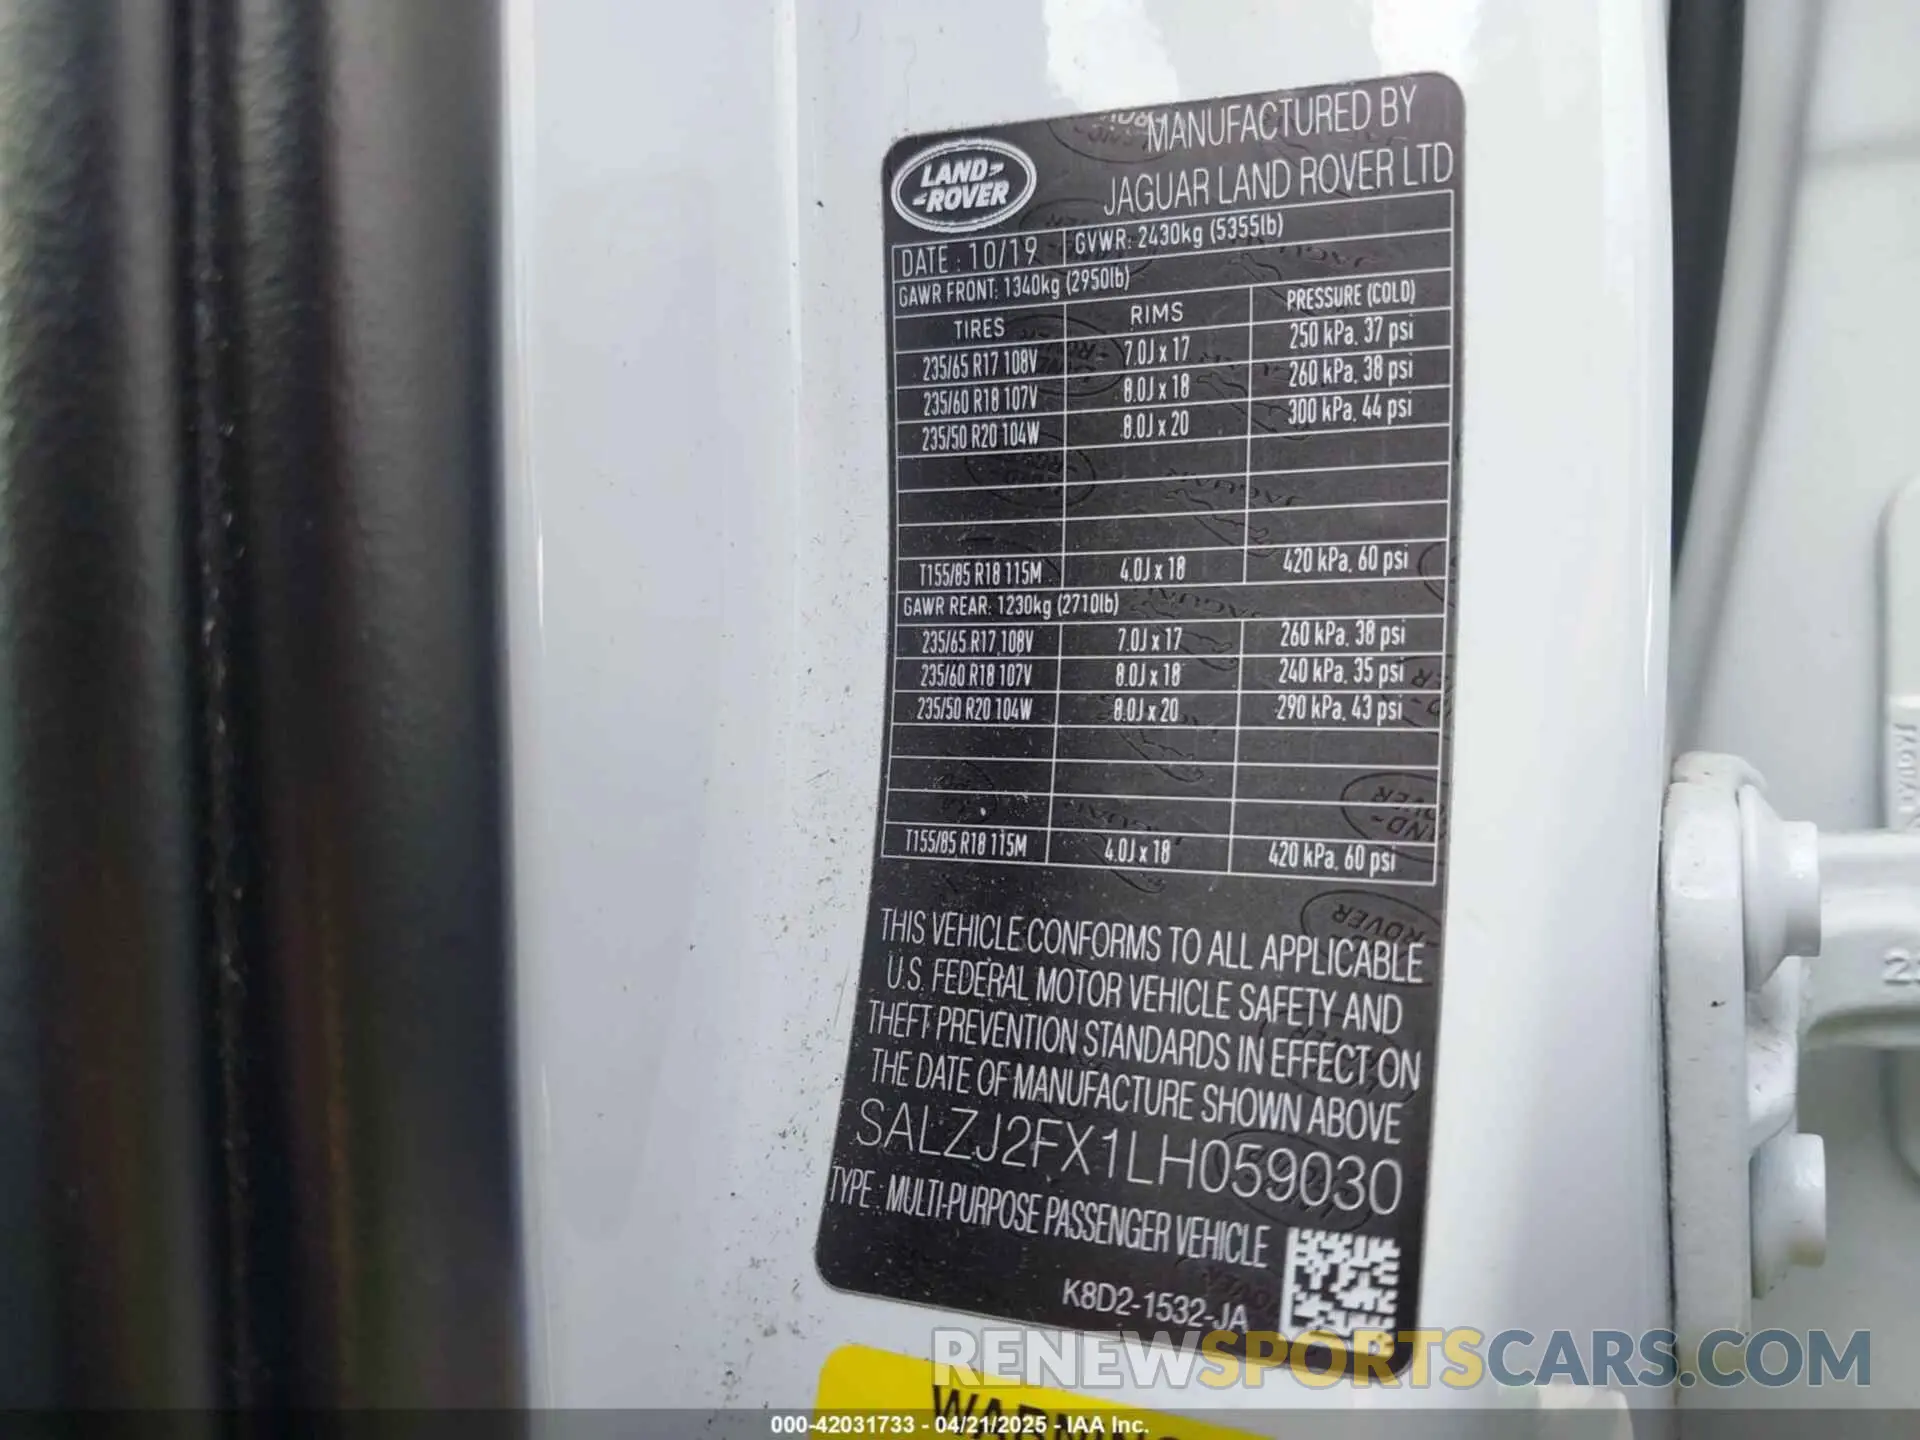 LAND ROVER
MANUFACTURED BY
JAGUAR LAND ROVER LTD
DATE : 10/19 GVWR: 2430kg (5355lb)
GAWR FRONT: 1340kg (2950lb)
TIRES RIMS PRESSURE (COLD)
235/65 R17 108V 7.0J x 17 250 kPa, 37 psi
235/60 R18 107V 8.0J x 18 260 kPa, 38 psi
235/50 R20 104W 8.0J x 20 300 kPa, 44 psi
T155/85 R18 115M 4.0J x 18 420 kPa, 60 psi
GAWR REAR: 1230kg (2710lb)
235/65 R17 108V 7.0J x 17 260 kPa, 38 psi
235/60 R18 107V 8.0J x 18 240 kPa, 35 psi
235/50 R20 104W 8.0J x 20 290 kPa, 43 psi
T155/85 R18 115M 4.0J x 18 420 kPa, 60 psi
THIS VEHICLE CONFORMS TO ALL APPLICABLE
U.S. FEDERAL MOTOR VEHICLE SAFETY AND
THEFT PREVENTION STANDARDS IN EFFECT ON
THE DATE OF MANUFACTURE SHOWN ABOVE
SALZJ2FX1LH059030
TYPE : MULTI-PURPOSE PASSENGER VEHICLE
K8D2-1532-JA
RENEWSPORTSCARS.COM
WARNING
000-42031733 - 04/21/2025 - IAA Inc.